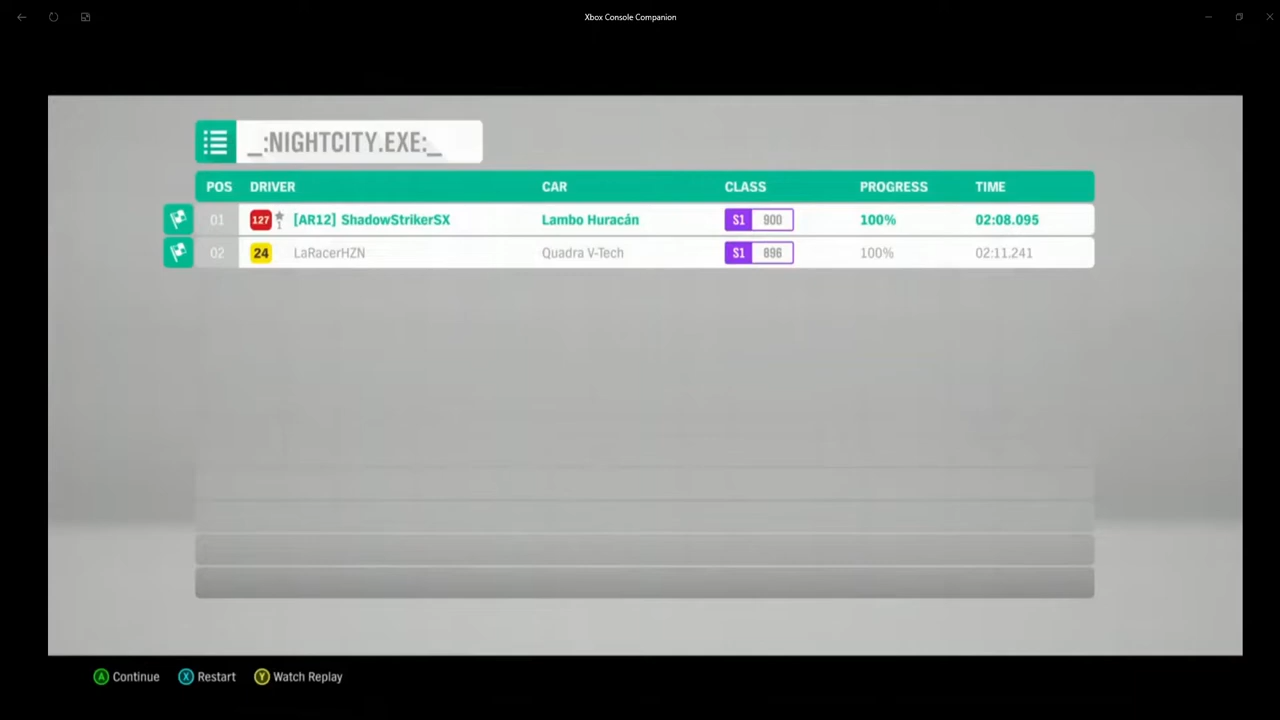 Xbox Console Companion
_:NIGHTCITY.EXE:_
POS DRIVER CAR CLASS PROGRESS TIME
01 127 1 [AR12] ShadowStrikerSX Lambo Huracán S1 900 100% 02:08.095
02 24 LaRacerHZN Quadra V-Tech S1 896 100% 02:11.241
A Continue X Restart Y Watch Replay